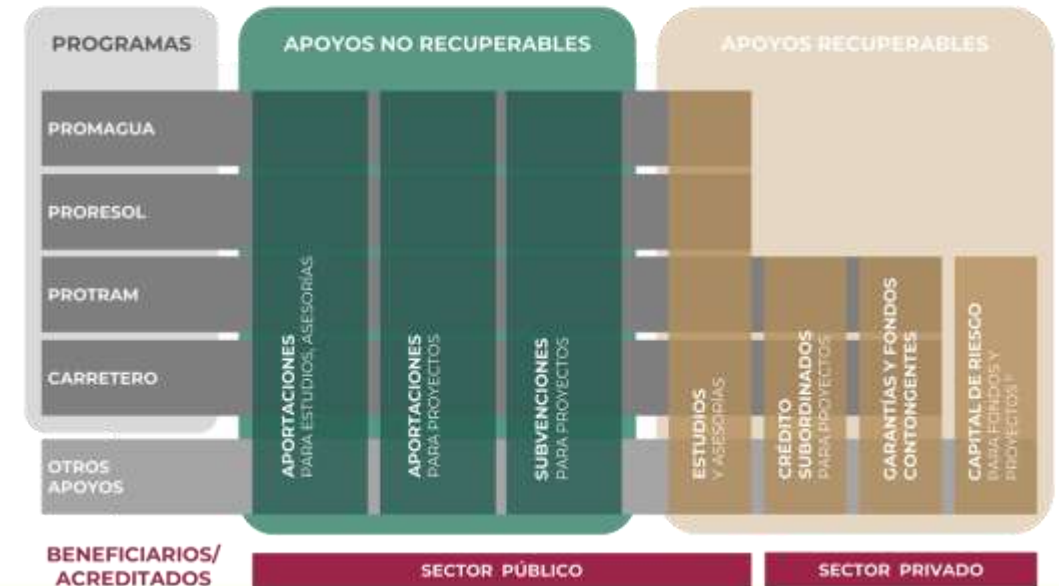 PROGRAMAS
APOYOS NO RECUPERABLES
APOYOS RECUPERABLES
PROMAGUA
PRORESOL
PROTRAM
CARRETERO
OTROS
APOYOS
APORTACIONES
PARA ESTUDIOS, ASESORÍAS
APORTACIONES
PARA PROYECTOS
SUBVENCIONES
PARA PROYECTOS
ESTUDIOS
Y ASESORÍAS
CRÉDITO
SUBORDINADOS
PARA POYECTOS
GARANTÍAS Y FONDOS
CONTONGENTES
CAPITAL DE RIESGO
PARA FONDOS Y
PROYECTOS
BENEFICIARIOS/
ACREDITADOS
SECTOR PÚBLICO
SECTOR PRIVADO